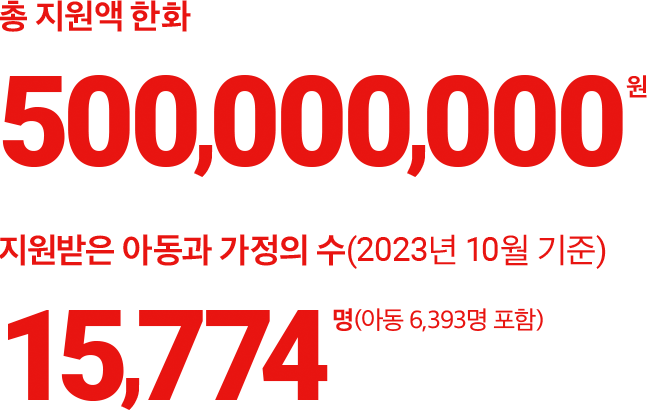 총 지원액 한화
500,000,000원
지원받은 아동과 가정의 수(2023년 10월 기준)
15,774명(아동 6,393명 포함)